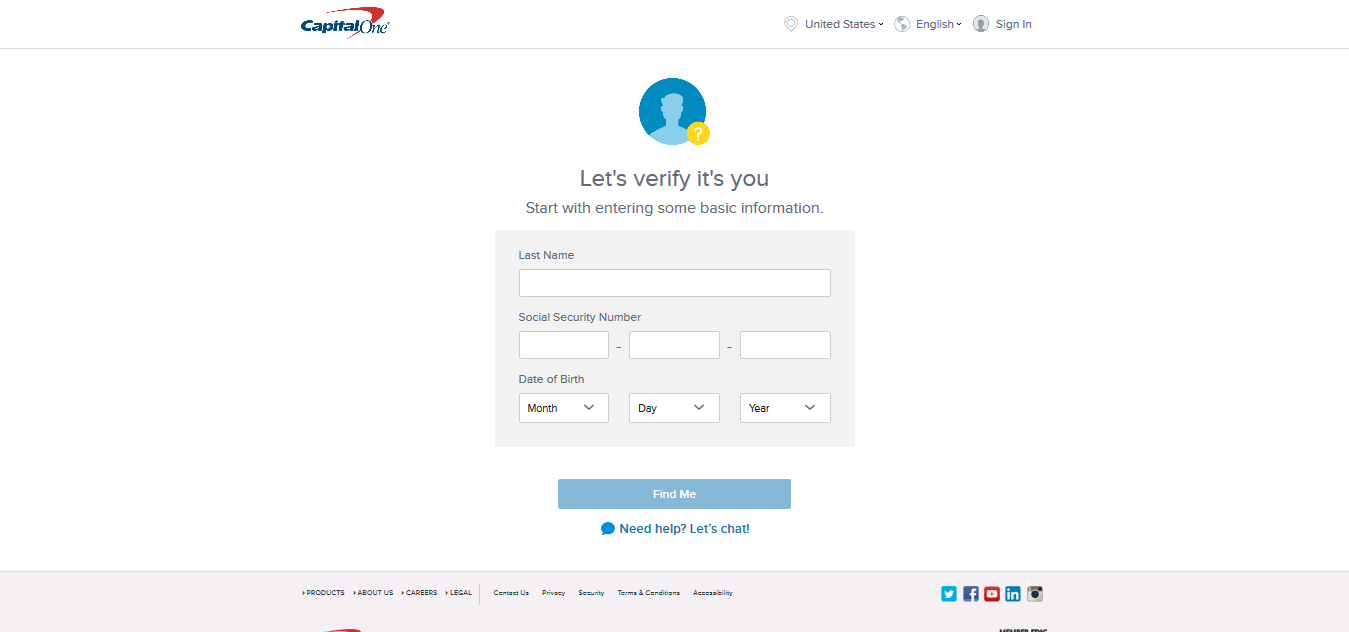 CapitalOne
United States English Sign In
?
Let's verify it's you
Start with entering some basic information.
Last Name
Social Security Number
- -
Date of Birth
Month Day Year
Find Me
Need help? Let's chat!
PRODUCTS ABOUT US CAREERS LEGAL Contact Us Privacy Security Terms & Conditions Accessibility
MEMBER FDIC